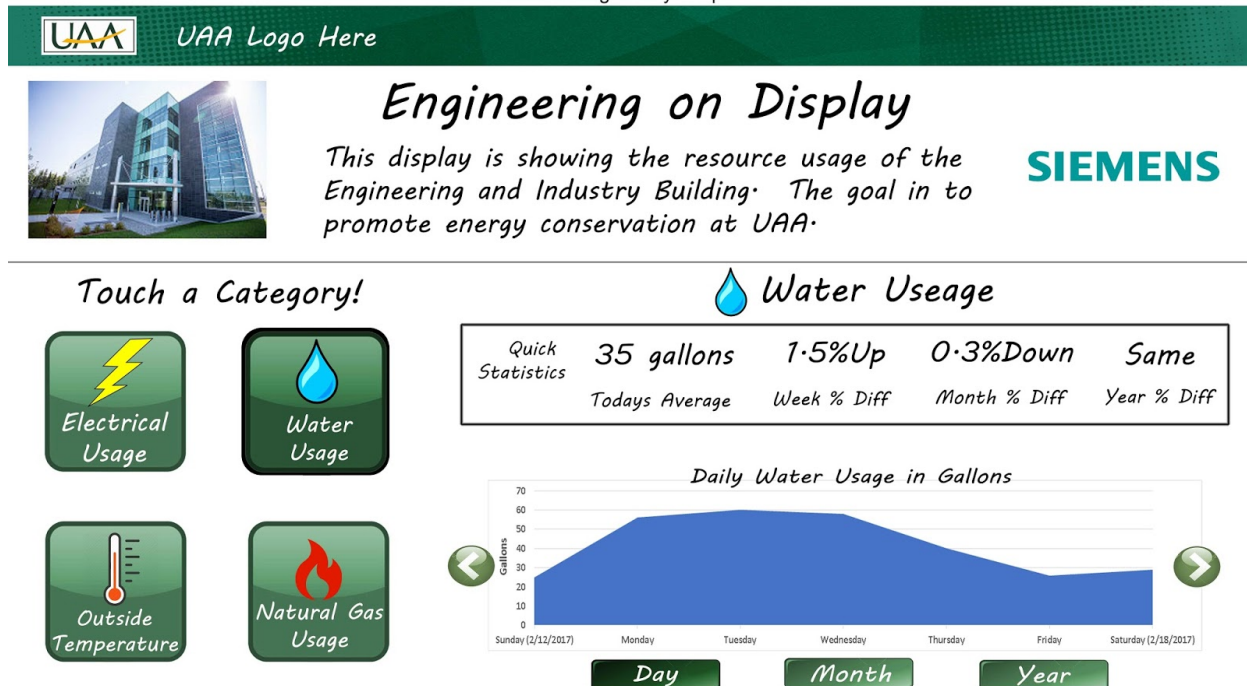 UAA
UAA Logo Here
Engineering on Display
This display is showing the resource usage of the
Engineering and Industry Building. The goal in to
promote energy conservation at UAA.
SIEMENS
Touch a Category!
Electrical
Usage
Water
Usage
Outside
Temperature
Natural Gas
Usage
Water Useage
Quick
Statistics
35 gallons
Todays Average
1.5%Up
Week % Diff
0.3%Down
Month % Diff
Same
Year % Diff
Daily Water Usage in Gallons
Gallons
70
60
50
40
30
20
10
0
Sunday (2/12/2017)
Monday
Tuesday
Wednesday
Thursday
Friday
Saturday (2/18/2017)
Day
Month
Year